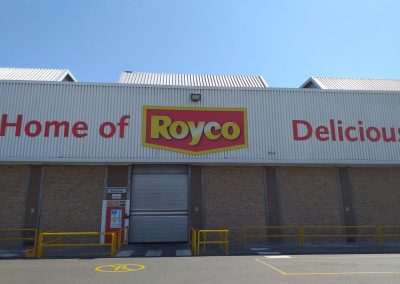 Home of Royco Delicious